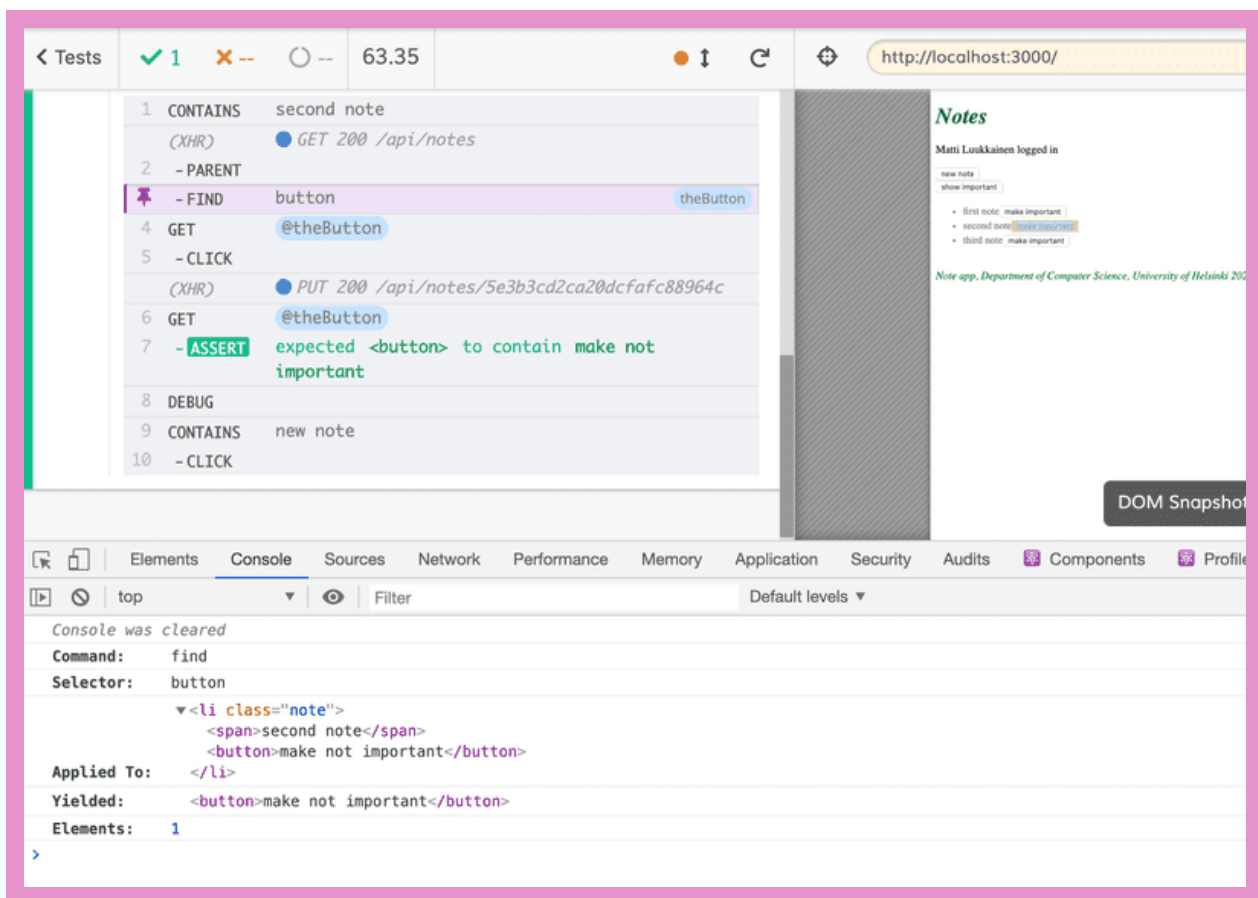 Tests 1 -- -- 63.35 http://localhost:3000/
1 CONTAINS second note
(XHR) GET 200 /api/notes
2 -PARENT
-FIND button theButton
4 GET @theButton
5 -CLICK
(XHR) PUT 200 /api/notes/5e3b3cd2ca20dcfafc88964c
6 GET @theButton
7 -ASSERT expected <button> to contain make not
important
8 DEBUG
9 CONTAINS new note
10 -CLICK
Notes
Matti Luukkainen logged in
new note
show important
first note make important
second note make important
third note make important
Note app, Department of Computer Science, University of Helsinki 202
DOM Snapshot
Elements Console Sources Network Performance Memory Application Security Audits Components Profile
top Filter Default levels
Console was cleared
Command: find
Selector: button
<li class="note">
<span>second note</span>
<button>make not important</button>
Applied To: </li>
Yielded: <button>make not important</button>
Elements: 1